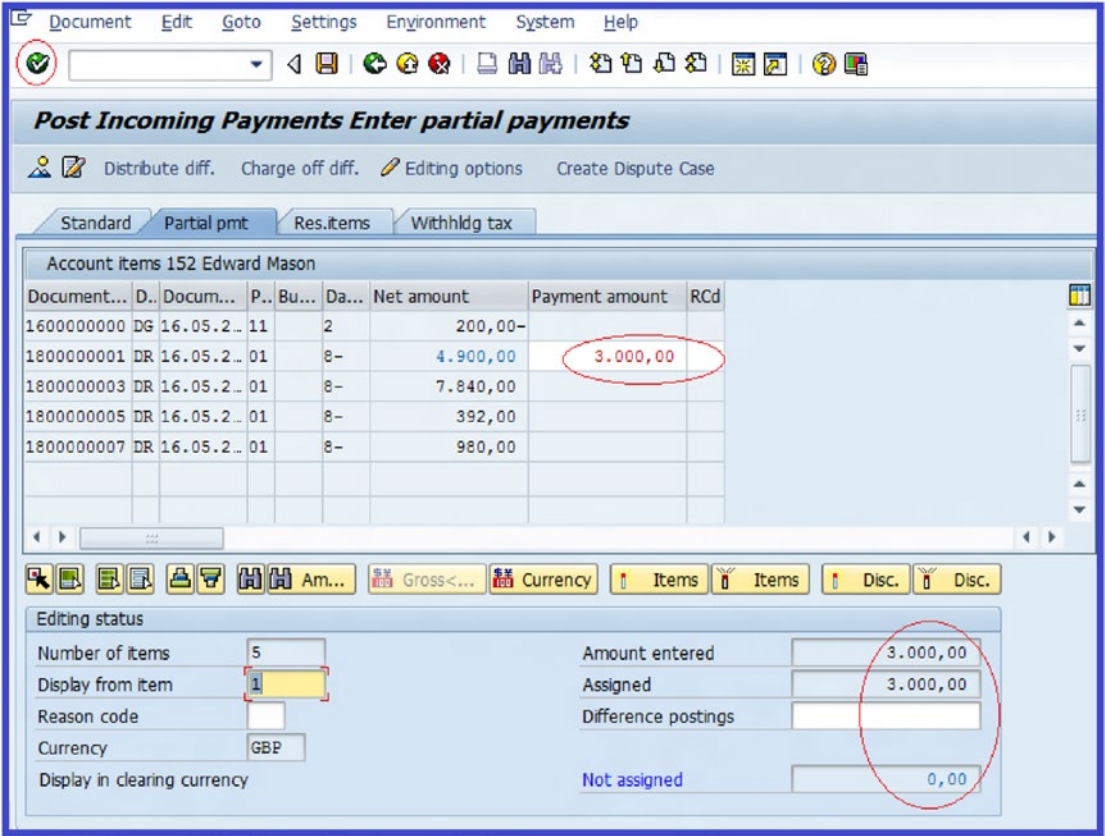 Document Edit Goto Settings Environment System Help
Post Incoming Payments Enter partial payments
Distribute diff. Charge off diff. Editing options Create Dispute Case
Standard Partial pmt Res.items Withhldg tax
Account items 152 Edward Mason
Document... D.. Docum... P.. Bu... Da... Net amount Payment amount RCd
1600000000 DG 16.05.2… 11 2 200,00-
1800000001 DR 16.05.2… 01 8- 4.900,00 3.000,00
1800000003 DR 16.05.2… 01 8- 7.840,00
1800000005 DR 16.05.2… 01 8- 392,00
1800000007 DR 16.05.2… 01 8- 980,00
Am... Gross<... Currency Items Items Disc. Disc.
Editing status
Number of items 5 Amount entered 3.000,00
Display from item 1 Assigned 3.000,00
Reason code Difference postings
Currency GBP
Display in clearing currency Not assigned 0,00